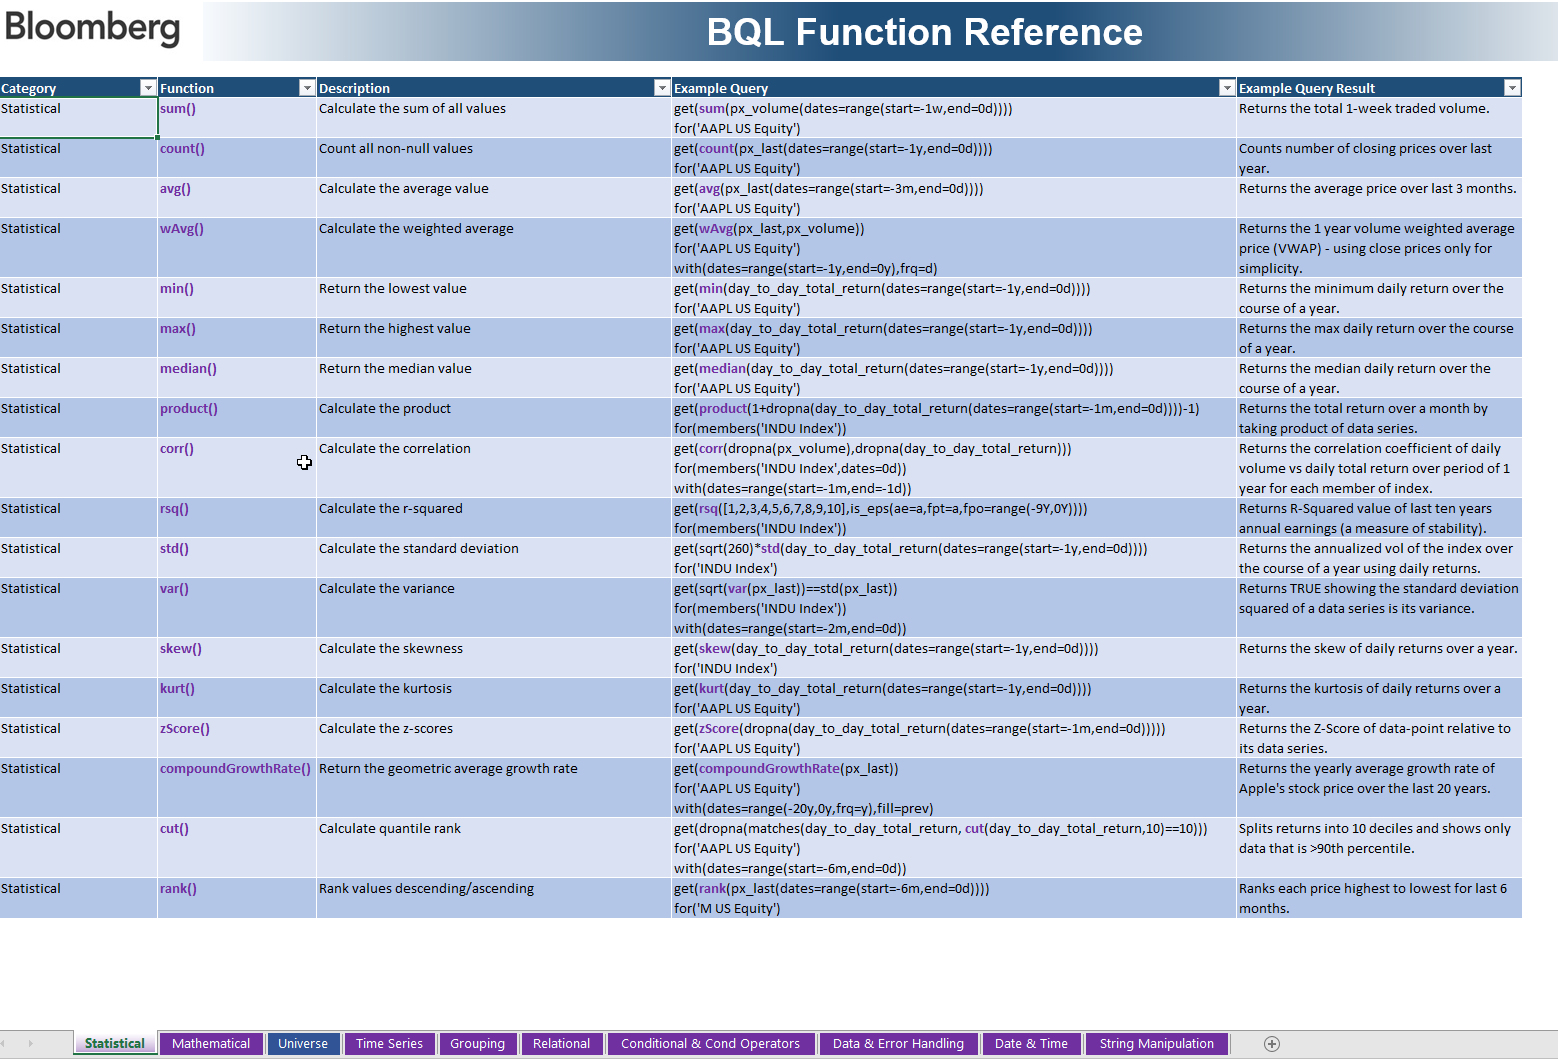 Bloomberg
BQL Function Reference
Category Function Description Example Query Example Query Result
Statistical sum() Calculate the sum of all values get(sum(px_volume(dates=range(start=-1w,end=0d)))) Returns the total 1-week traded volume.
for('AAPL US Equity')
Statistical count() Count all non-null values get(count(px_last(dates=range(start=-1y,end=0d)))) Counts number of closing prices over last
for('AAPL US Equity') year.
Statistical avg() Calculate the average value get(avg(px_last(dates=range(start=-3m,end=0d)))) Returns the average price over last 3 months.
for('AAPL US Equity')
Statistical wAvg() Calculate the weighted average get(wAvg(px_last,px_volume)) Returns the 1 year volume weighted average
for('AAPL US Equity') price (VWAP) - using close prices only for
with(dates=range(start=-1y,end=0y),frq=d) simplicity.
Statistical min() Return the lowest value get(min(day_to_day_total_return(dates=range(start=-1y,end=0d)))) Returns the minimum daily return over the
for('AAPL US Equity') course of a year.
Statistical max() Return the highest value get(max(day_to_day_total_return(dates=range(start=-1y,end=0d)))) Returns the max daily return over the course
for('AAPL US Equity') of a year.
Statistical median() Return the median value get(median(day_to_day_total_return(dates=range(start=-1y,end=0d)))) Returns the median daily return over the
for('AAPL US Equity') course of a year.
Statistical product() Calculate the product get(product(1+dropna(day_to_day_total_return(dates=range(start=-1m,end=0d))))-1) Returns the total return over a month by
for(members('INDU Index')) taking product of data series.
Statistical corr() Calculate the correlation get(corr(dropna(px_volume),dropna(day_to_day_total_return))) Returns the correlation coefficient of daily
for(members('INDU Index',dates=0d)) volume vs daily total return over period of 1
with(dates=range(start=-1m,end=-1d)) year for each member of index.
Statistical rsq() Calculate the r-squared get(rsq([1,2,3,4,5,6,7,8,9,10],is_eps(ae=a,fpt=a,fpo=range(-9Y,0Y)))) Returns R-Squared value of last ten years
for(members('INDU Index')) annual earnings (a measure of stability).
Statistical std() Calculate the standard deviation get(sqrt(260)*std(day_to_day_total_return(dates=range(start=-1y,end=0d)))) Returns the annualized vol of the index over
for('INDU Index') the course of a year using daily returns.
Statistical var() Calculate the variance get(sqrt(var(px_last))==std(px_last)) Returns TRUE showing the standard deviation
for(members('INDU Index')) squared of a data series is its variance.
with(dates=range(start=-2m,end=0d))
Statistical skew() Calculate the skewness get(skew(day_to_day_total_return(dates=range(start=-1y,end=0d)))) Returns the skew of daily returns over a year.
for('INDU Index')
Statistical kurt() Calculate the kurtosis get(kurt(day_to_day_total_return(dates=range(start=-1y,end=0d)))) Returns the kurtosis of daily returns over a
for('AAPL US Equity') year.
Statistical zScore() Calculate the z-scores get(zScore(dropna(day_to_day_total_return(dates=range(start=-1m,end=0d))))) Returns the Z-Score of data-point relative to
for('AAPL US Equity') its data series.
Statistical compoundGrowthRate() Return the geometric average growth rate get(compoundGrowthRate(px_last)) Returns the yearly average growth rate of
for('AAPL US Equity') Apple's stock price over the last 20 years.
with(dates=range(-20y,0y,frq=y),fill=prev)
Statistical cut() Calculate quantile rank get(dropna(matches(day_to_day_total_return, cut(day_to_day_total_return,10)==10))) Splits returns into 10 deciles and shows only
for('AAPL US Equity') data that is >90th percentile.
with(dates=range(start=-6m,end=0d))
Statistical rank() Rank values descending/ascending get(rank(px_last(dates=range(start=-6m,end=0d)))) Ranks each price highest to lowest for last 6
for('M US Equity') months.
Statistical Mathematical Universe Time Series Grouping Relational Conditional & Cond Operators Data & Error Handling Date & Time String Manipulation